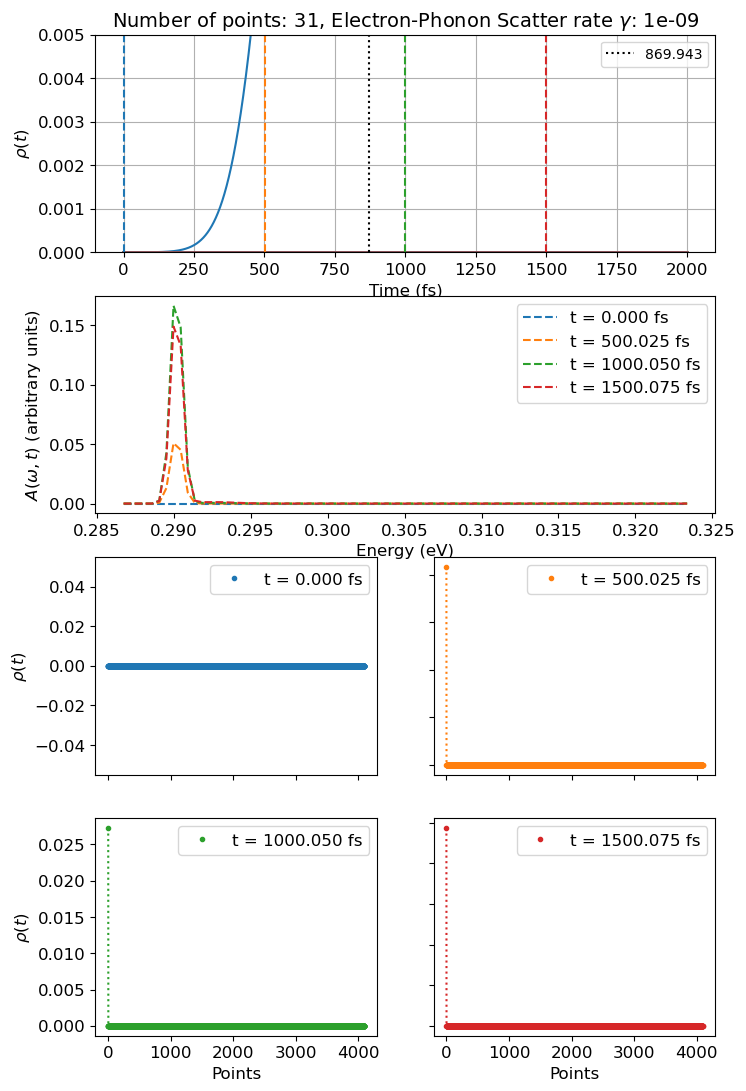 Number of points: 31, Electron-Phonon Scatter rate γ: 1e-09
0.005
0.004
0.003
0.002
0.001
0.000
ρ(t)
869.943
0 250 500 750 1000 1250 1500 1750 2000
Time (fs)
0.15
0.10
0.05
0.00
A(ω, t) (arbitrary units)
t = 0.000 fs
t = 500.025 fs
t = 1000.050 fs
t = 1500.075 fs
0.285 0.290 0.295 0.300 0.305 0.310 0.315 0.320 0.325
Energy (eV)
0.04
0.02
0.00
−0.02
−0.04
ρ(t)
t = 0.000 fs
t = 500.025 fs
0.025
0.020
0.015
0.010
0.005
0.000
ρ(t)
t = 1000.050 fs
0 1000 2000 3000 4000
Points
t = 1500.075 fs
0 1000 2000 3000 4000
Points